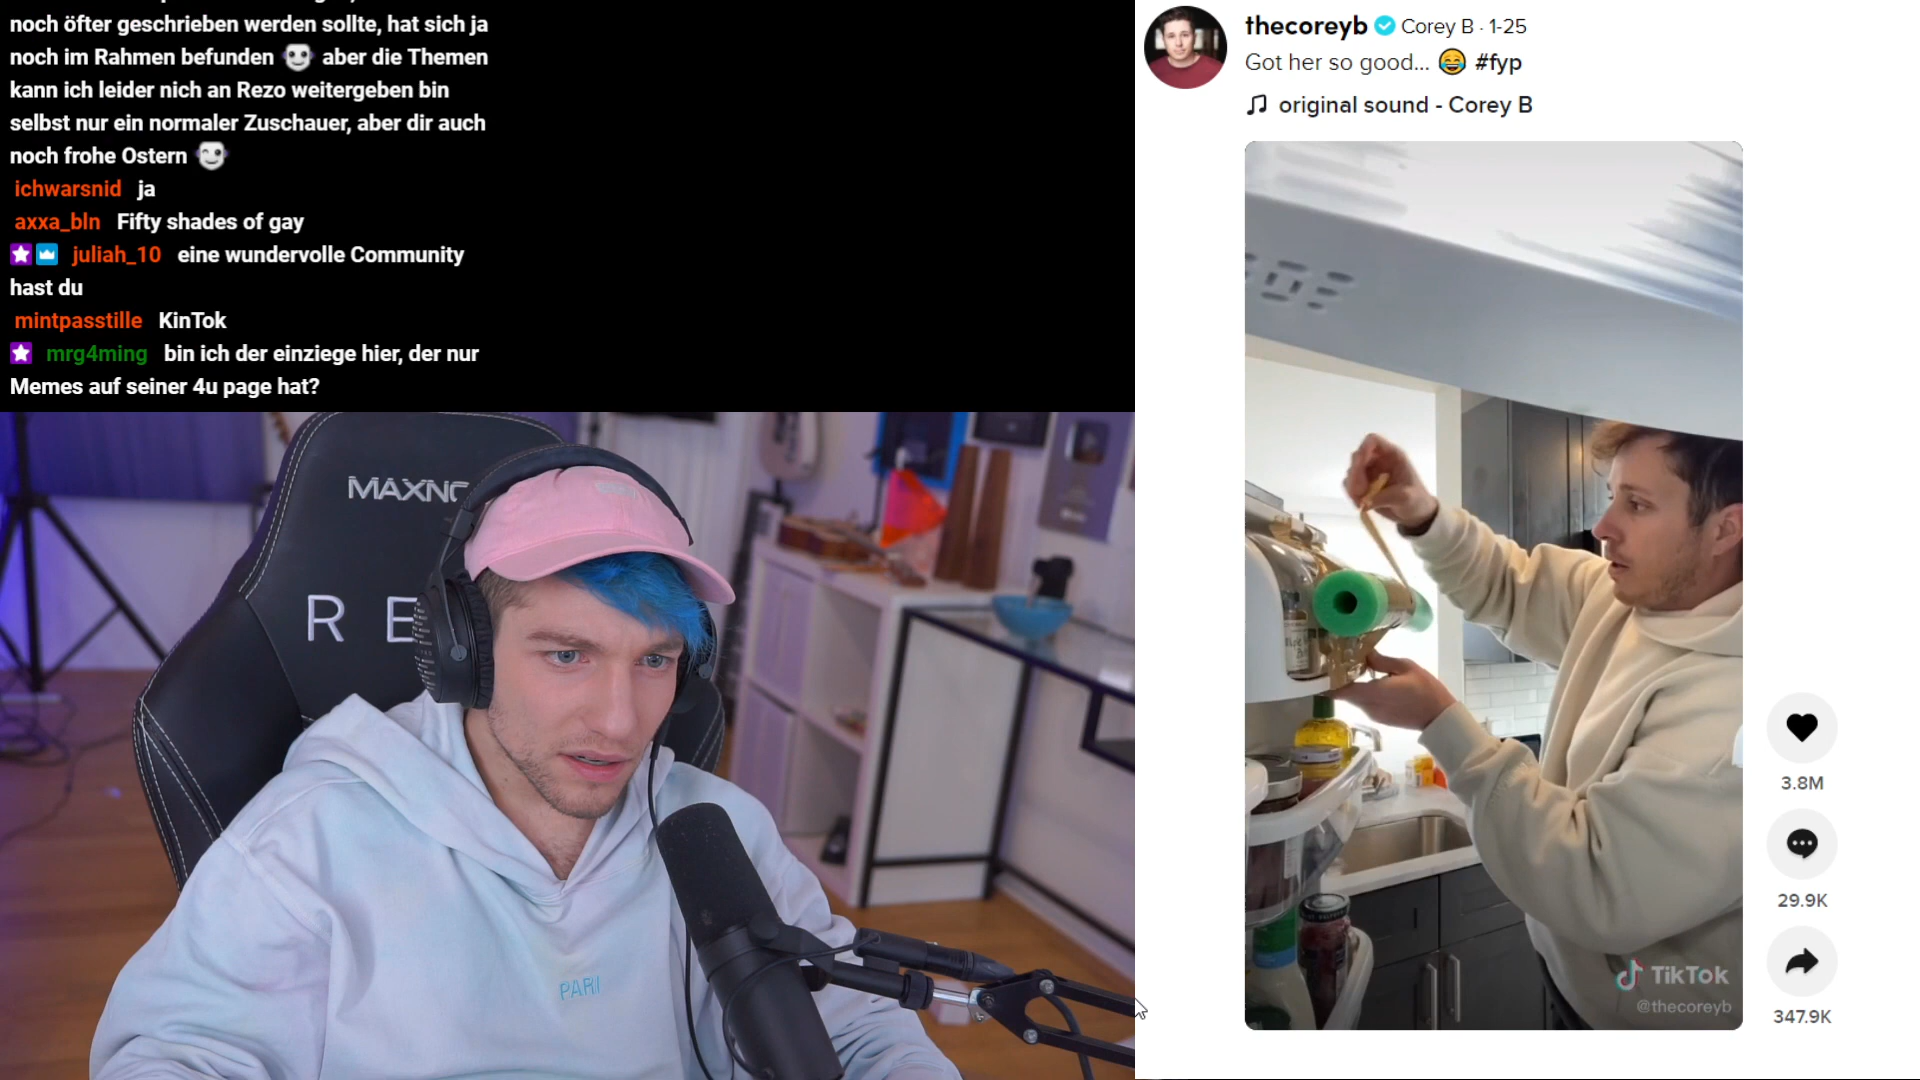 noch öfter geschrieben werden sollte, hat sich ja
noch im Rahmen befunden aber die Themen
kann ich leider nich an Rezo weitergeben bin
selbst nur ein normaler Zuschauer, aber dir auch
noch frohe Ostern
ichwarsnid ja
axxa_bln Fifty shades of gay
juliah_10 eine wundervolle Community
hast du
mintpasstille KinTok
mrg4ming bin ich der einziege hier, der nur
Memes auf seiner 4u page hat?
MAXNO
R E
PARI
thecoreyb Corey B · 1-25
Got her so good... #fyp
original sound - Corey B
3.8M
29.9K
347.9K
TikTok
@thecoreyb